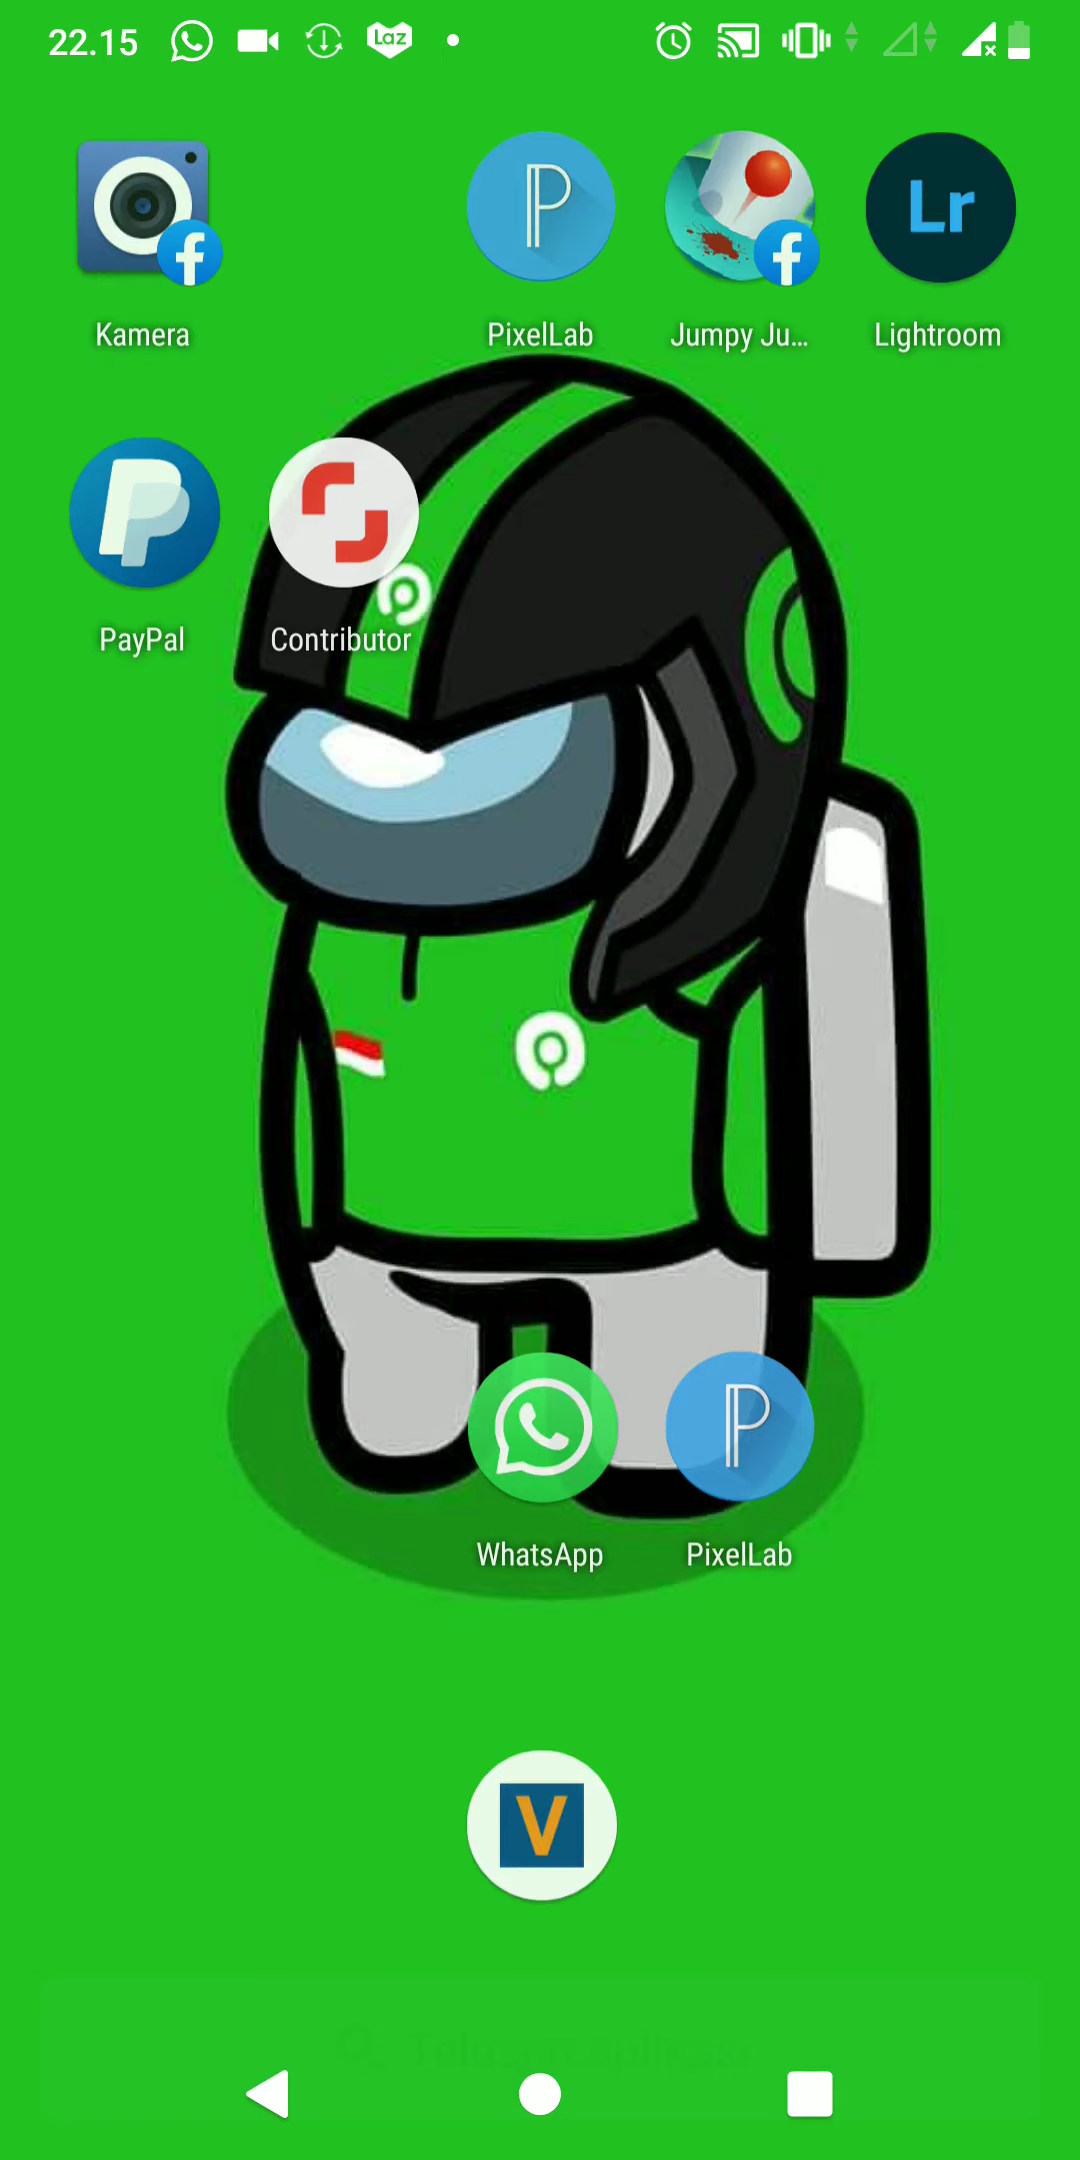 22.15
Laz
Lr
Kamera
PixelLab
Jumpy Ju...
Lightroom
PayPal
Contributor
WhatsApp
PixelLab
V